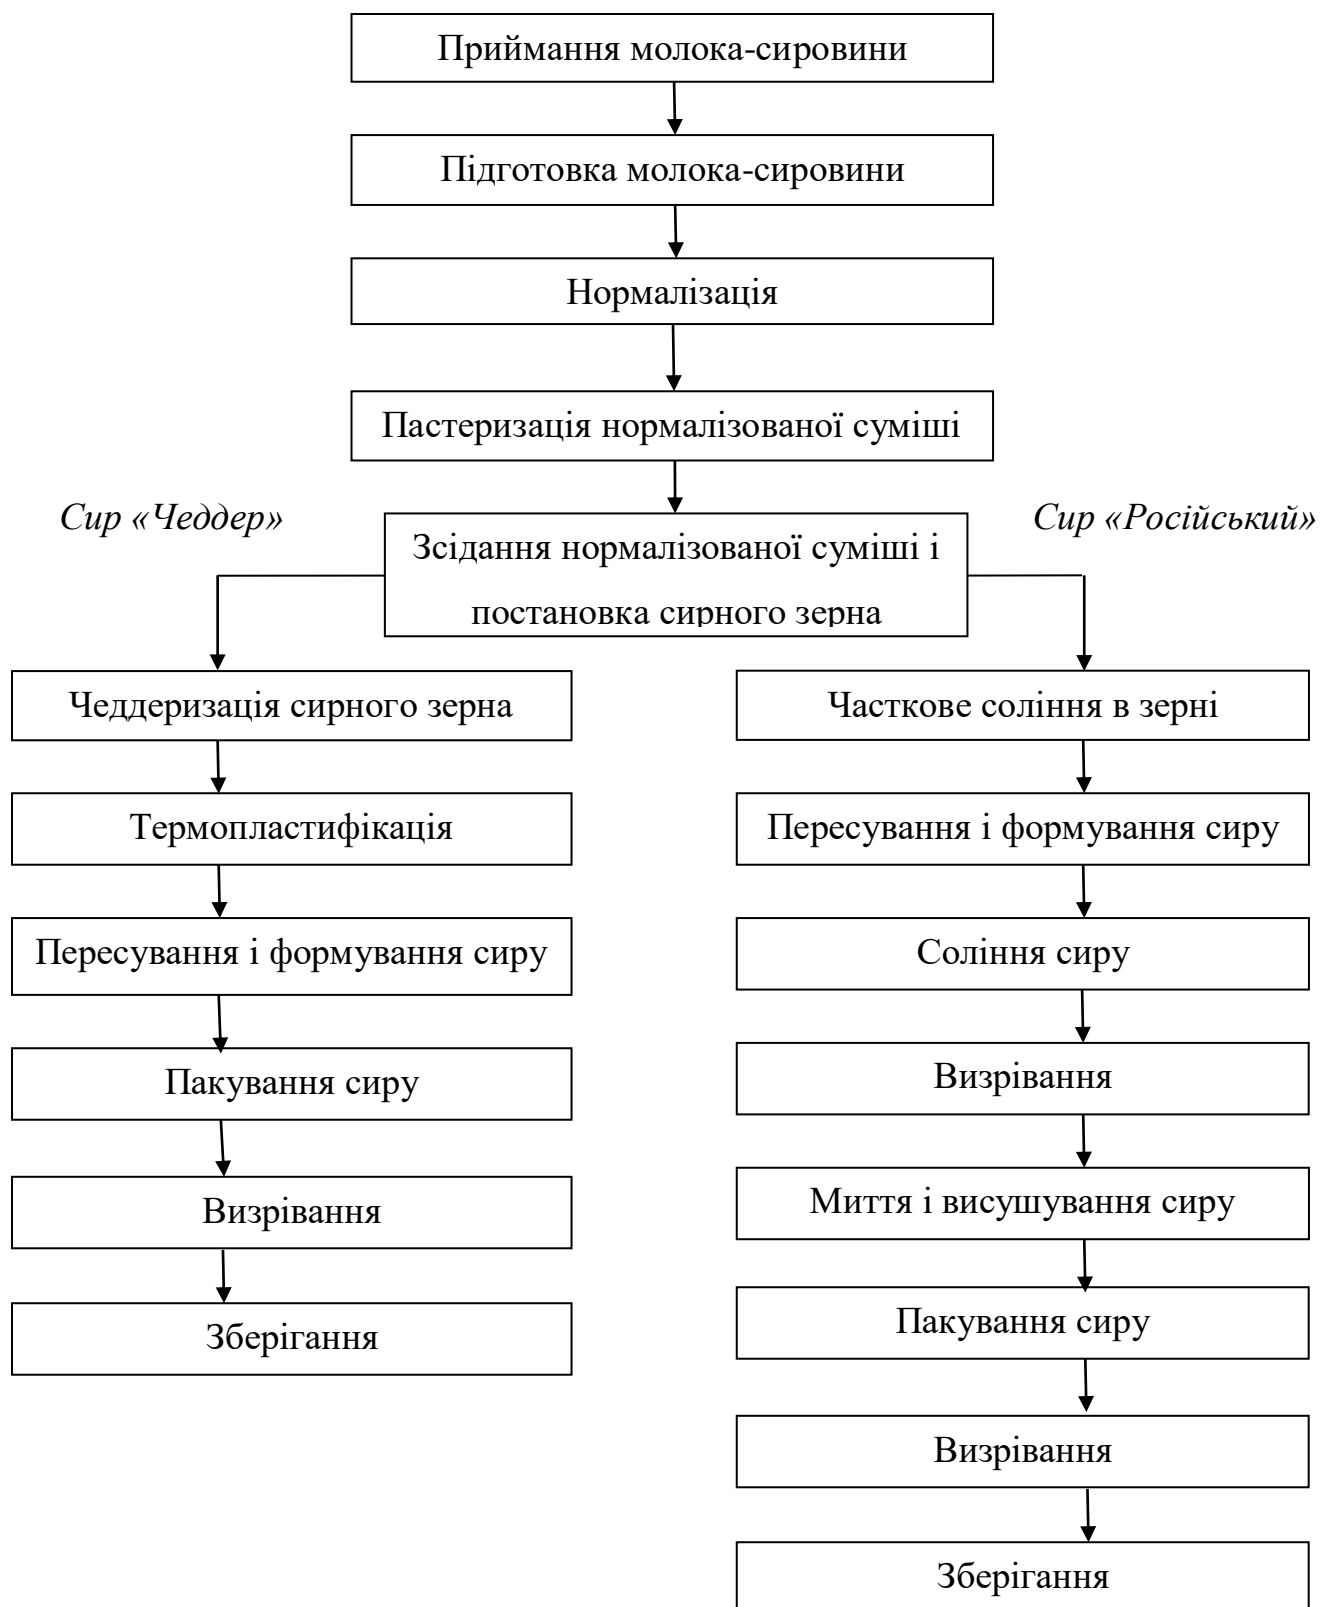 Приймання молока-сировини
Підготовка молока-сировини
Нормалізація
Пастеризація нормалізованої суміші
Сир «Чеддер»
Сир «Російський»
Зсідання нормалізованої суміші і
постановка сирного зерна
Чеддеризація сирного зерна
Термопластифікація
Пересування і формування сиру
Пакування сиру
Визрівання
Зберігання
Часткове соління в зерні
Пересування і формування сиру
Соління сиру
Визрівання
Миття і висушування сиру
Пакування сиру
Визрівання
Зберігання